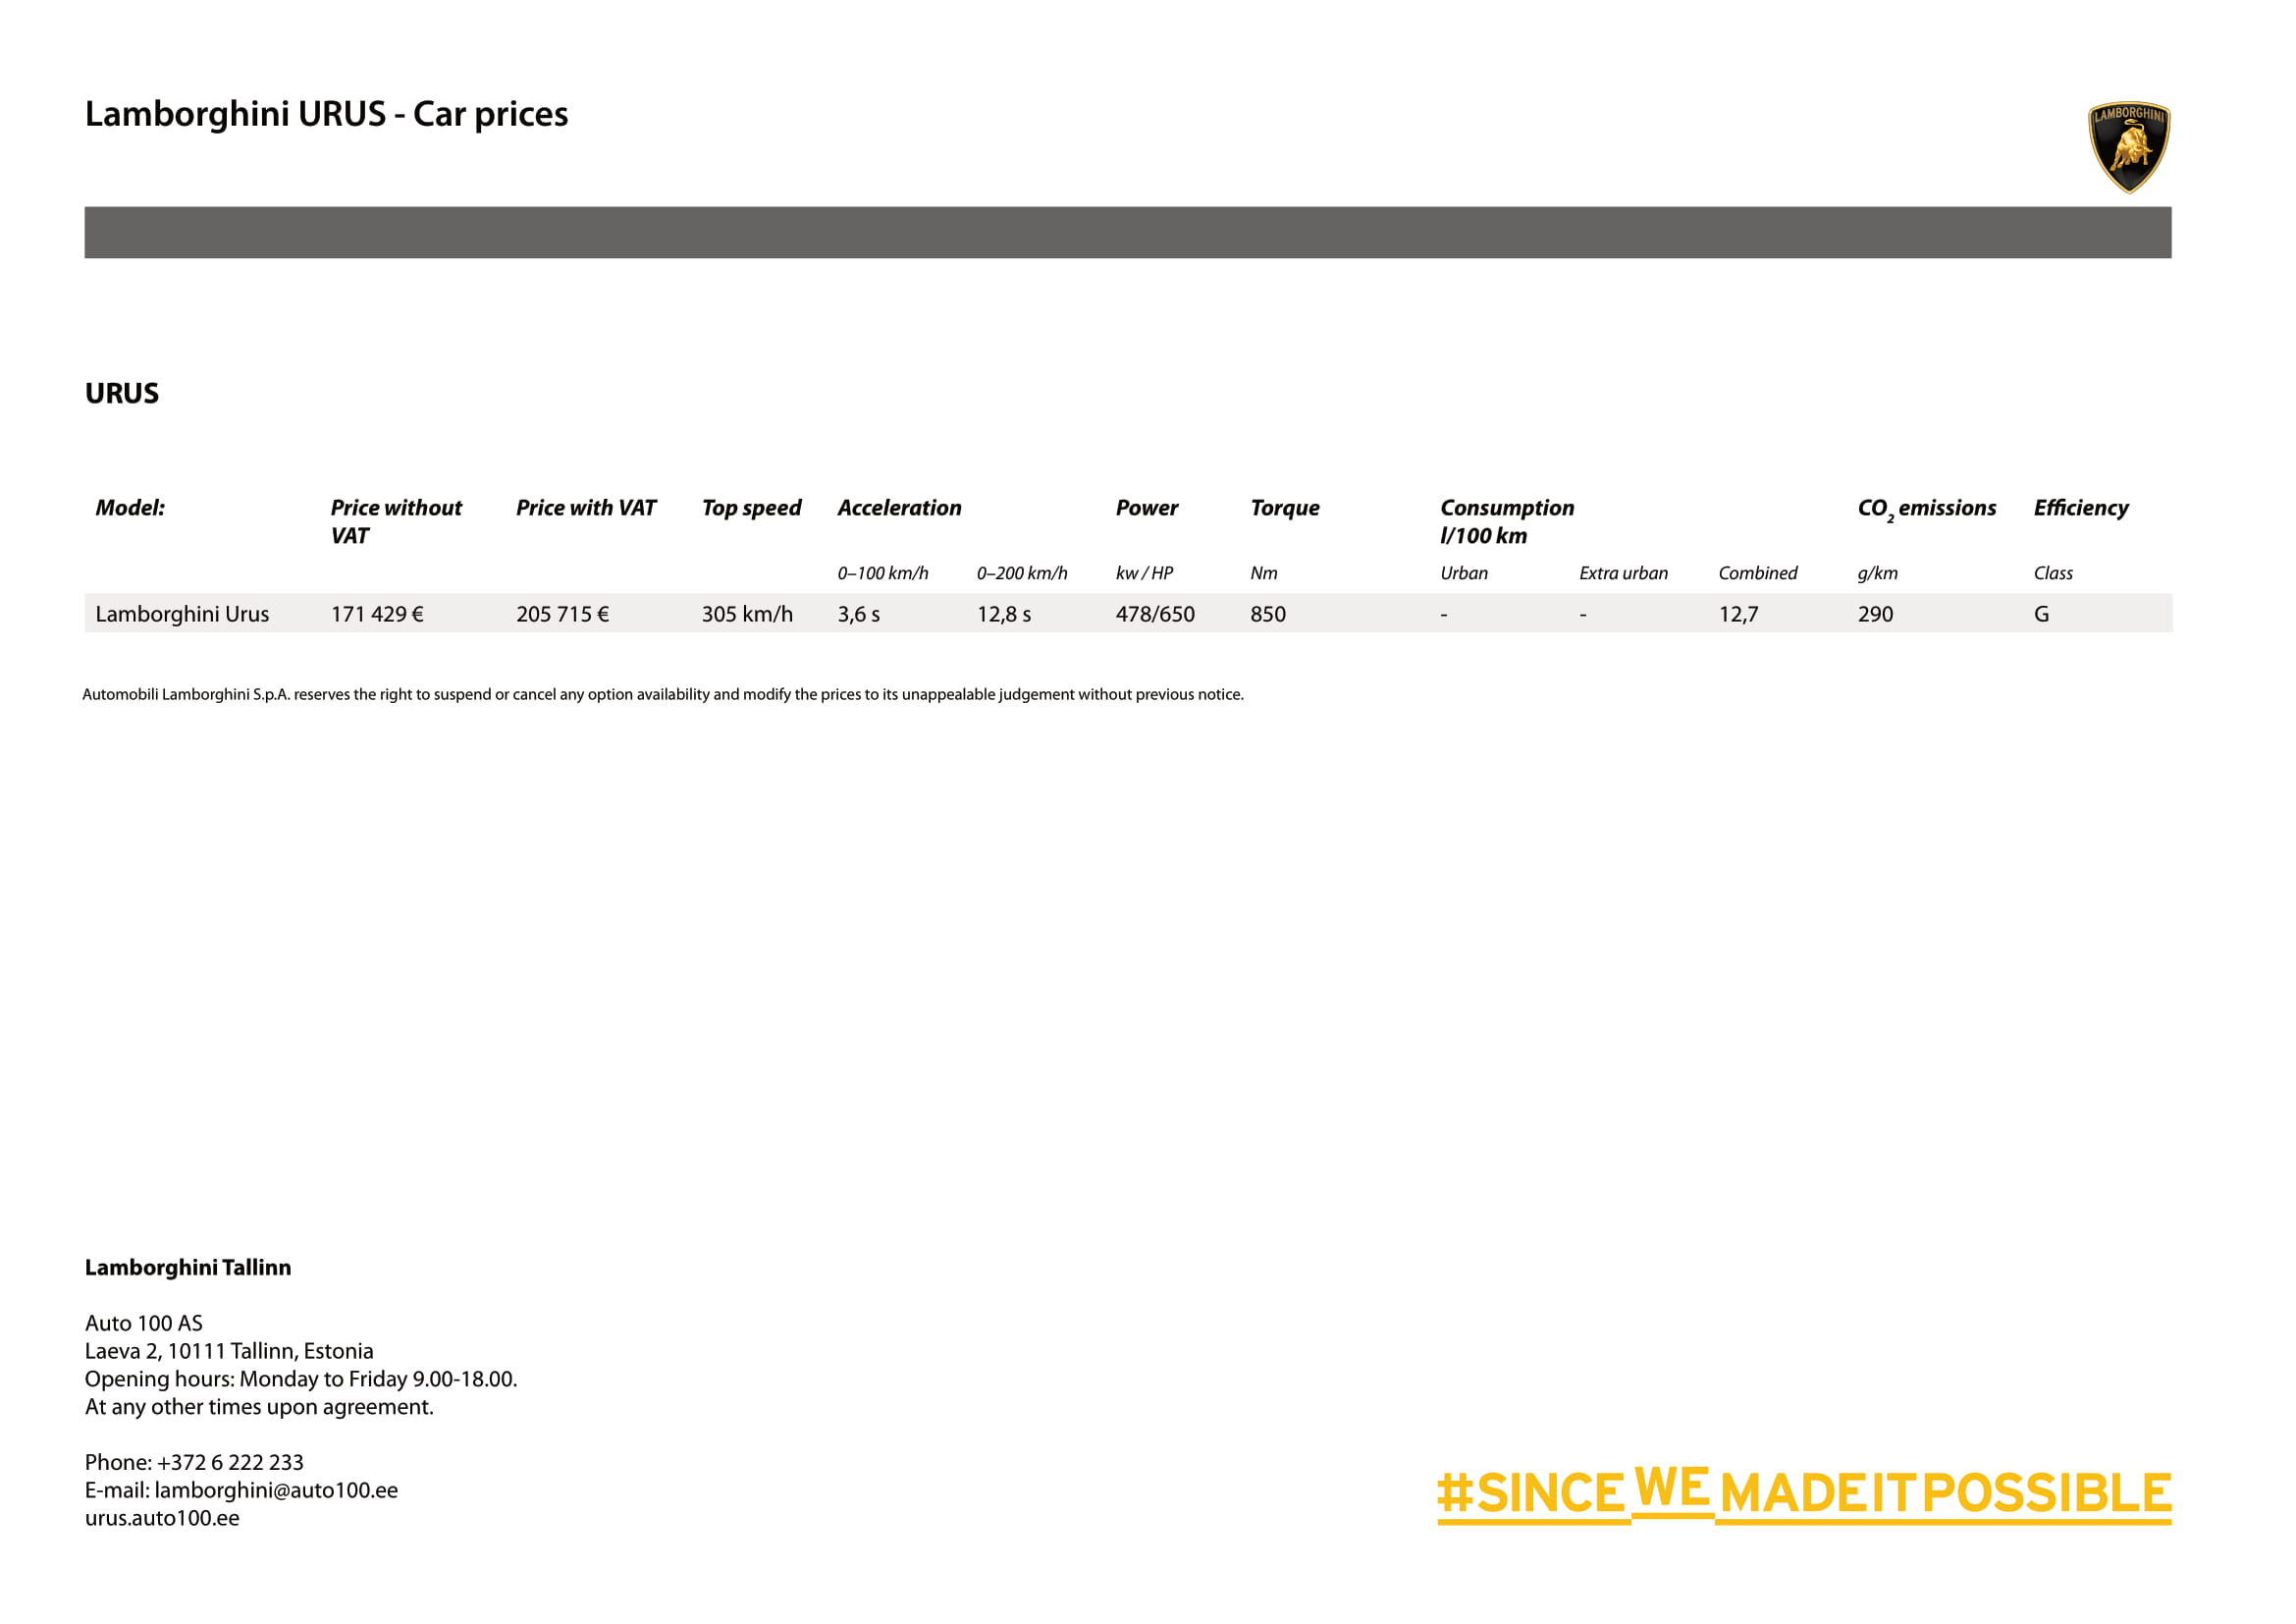 Lamborghini URUS - Car prices
LAMBORGHINI
URUS
Model: Price without VAT Price with VAT Top speed Acceleration Power Torque Consumption l/100 km CO₂ emissions Efficiency
0–100 km/h 0–200 km/h kw / HP Nm Urban Extra urban Combined g/km Class
Lamborghini Urus 171 429 € 205 715 € 305 km/h 3,6 s 12,8 s 478/650 850 - - 12,7 290 G
Automobili Lamborghini S.p.A. reserves the right to suspend or cancel any option availability and modify the prices to its unappealable judgement without previous notice.
Lamborghini Tallinn
Auto 100 AS
Laeva 2, 10111 Tallinn, Estonia
Opening hours: Monday to Friday 9.00-18.00.
At any other times upon agreement.
Phone: +372 6 222 233
E-mail: lamborghini@auto100.ee
urus.auto100.ee
#SINCEWEMADEITPOSSIBLE